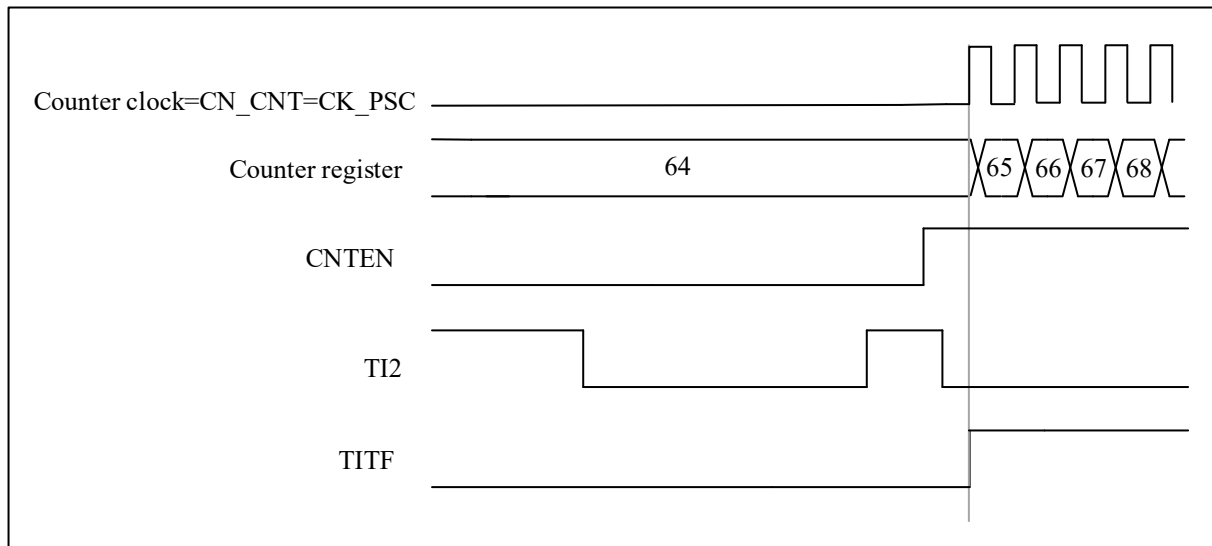 Counter clock=CN_CNT=CK_PSC
Counter register 64 65 66 67 68
CNTEN
TI2
TITF